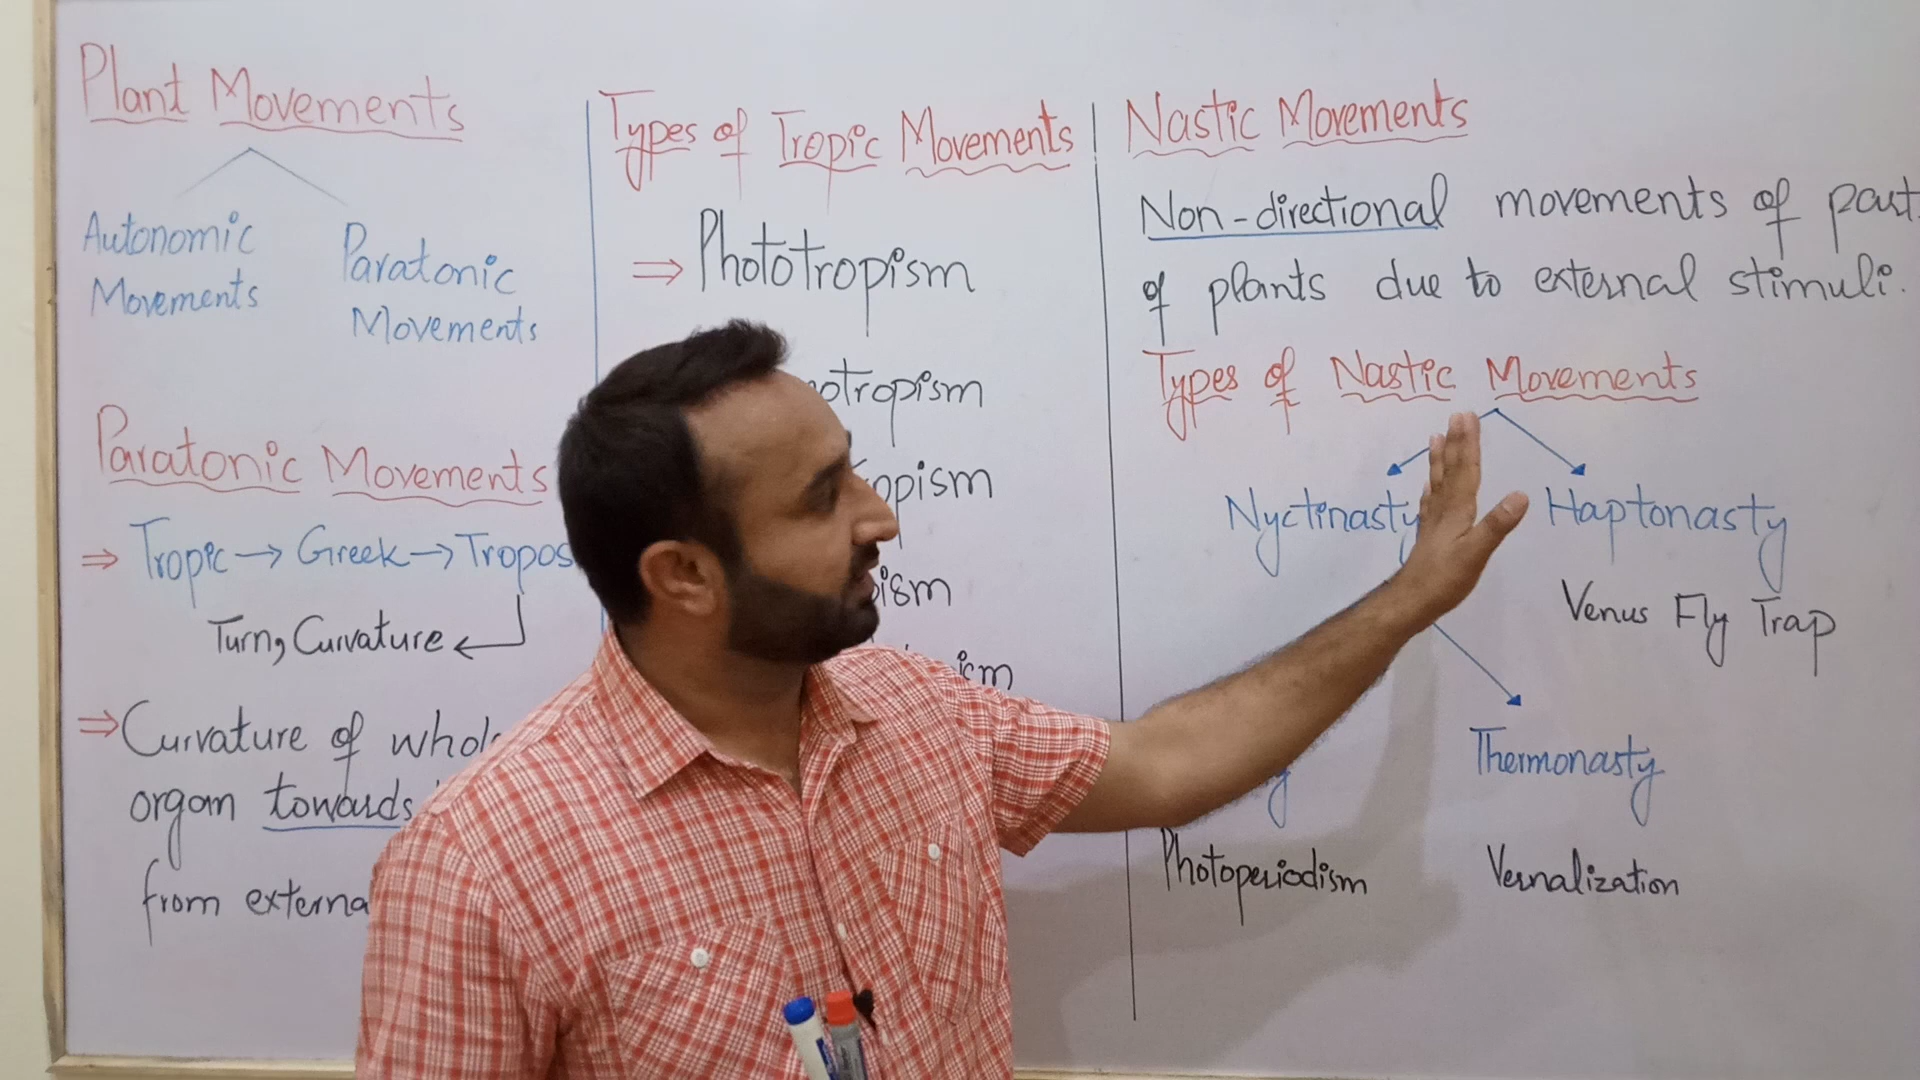 Plant Movements
Autonomic
Movements
Paratonic
Movements
Paratonic Movements
⇒ Tropic → Greek → Tropos
Turn, Curvature ←
⇒ Curvature of whole
organ towards
from externa
Types of Tropic Movements
⇒ Phototropism
otropism
opism
ism
ism
Nastic Movements
Non-directional movements of part
of plants due to external stimuli.
Types of Nastic Movements
Nyctinasty
Haptonasty
Venus Fly Trap
Thermonasty
Photoperiodism
Vernalization